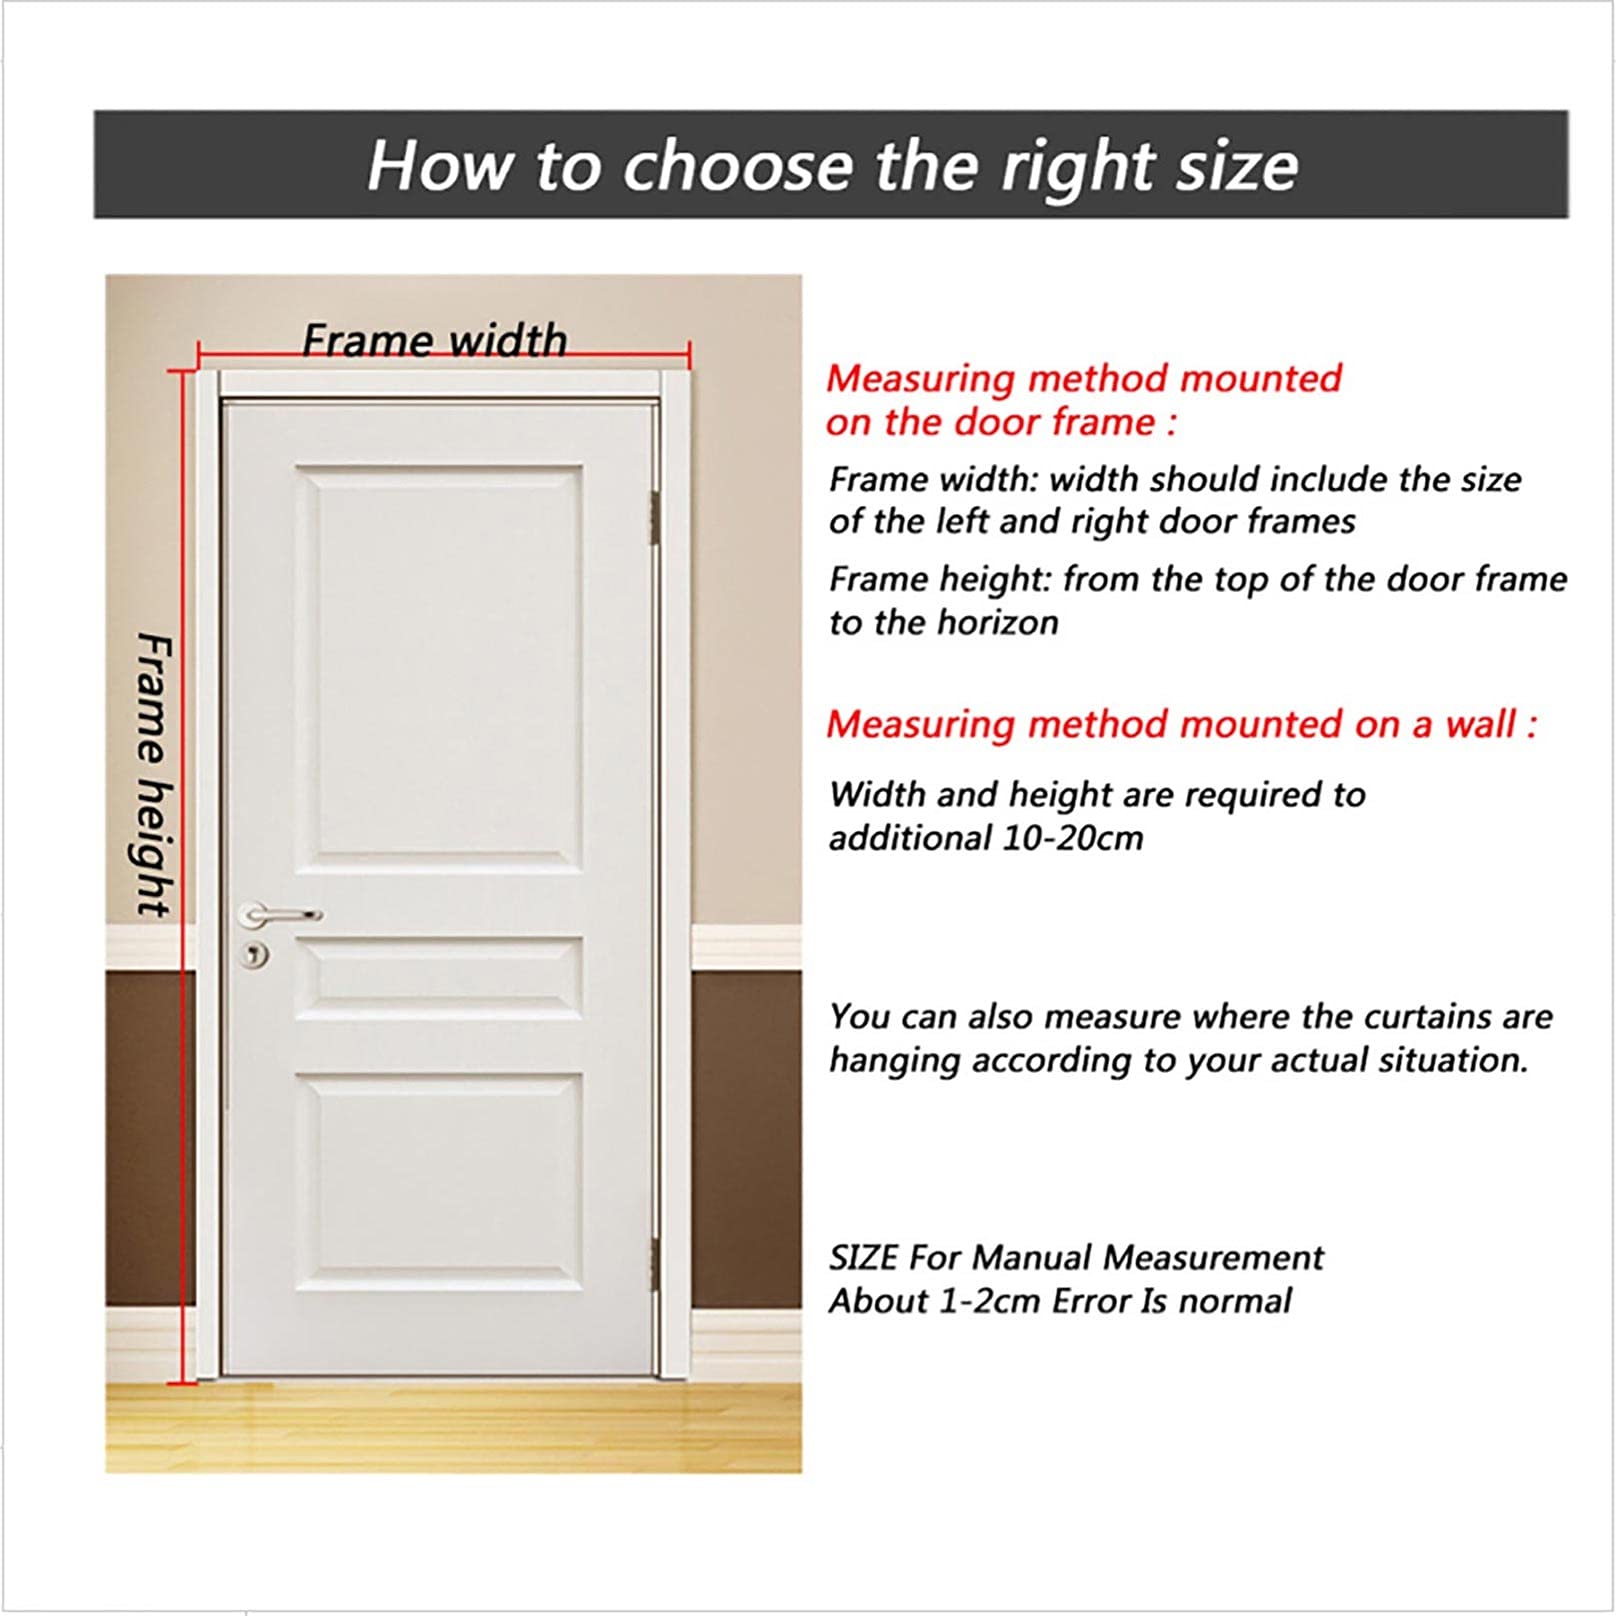 How to choose the right size
Frame width
Frame height
Measuring method mounted
on the door frame :
Frame width: width should include the size
of the left and right door frames
Frame height: from the top of the door frame
to the horizon
Measuring method mounted on a wall :
Width and height are required to
additional 10-20cm
You can also measure where the curtains are
hanging according to your actual situation.
SIZE For Manual Measurement
About 1-2cm Error Is normal